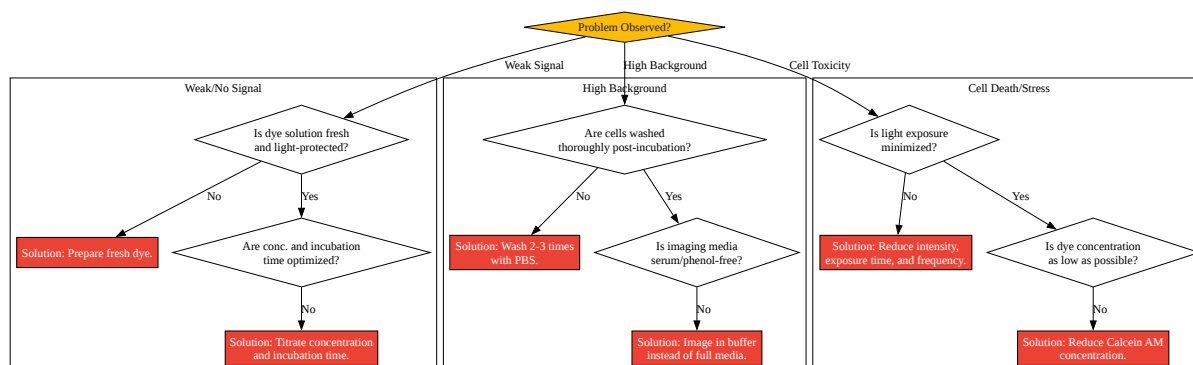 Problem Observed?
Weak Signal
High Background
Cell Toxicity
Weak/No Signal
High Background
Cell Death/Stress
Is dye solution fresh
and light-protected?
Are cells washed
thoroughly post-incubation?
Is light exposure
minimized?
No
Yes
No
Yes
No
Yes
Solution: Prepare fresh dye.
Are conc. and incubation
time optimized?
Solution: Wash 2-3 times
with PBS.
Is imaging media
serum/phenol-free?
Solution: Reduce intensity,
exposure time, and frequency.
Is dye concentration
as low as possible?
No
No
No
Solution: Titrate concentration
and incubation time.
Solution: Image in buffer
instead of full media.
Solution: Reduce Calcein AM
concentration.